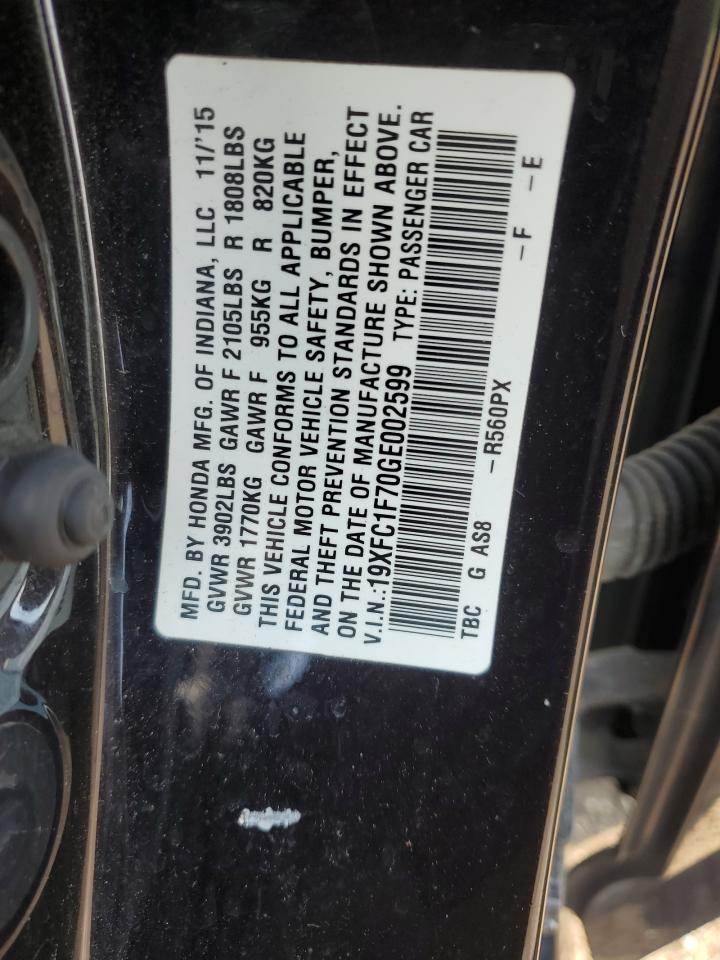 MFD. BY HONDA MFG. OF INDIANA, LLC 11/'15
GVWR 3902LBS GAWR F 2105LBS R 1808LBS
GVWR 1770KG GAWR F 955KG R 820KG
THIS VEHICLE CONFORMS TO ALL APPLICABLE
FEDERAL MOTOR VEHICLE SAFETY, BUMPER,
AND THEFT PREVENTION STANDARDS IN EFFECT
ON THE DATE OF MANUFACTURE SHOWN ABOVE.
V.I.N.:19XFC1F70GE002599 TYPE: PASSENGER CAR
TBC G AS8 -R560PX -F -E